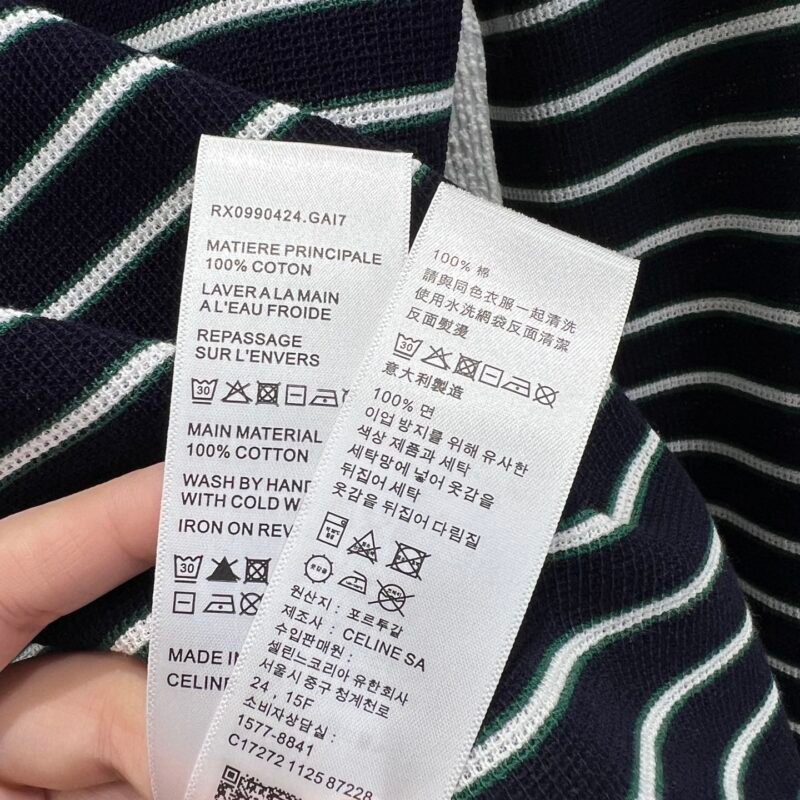 RX0990424.GAI7
MATIERE PRINCIPALE
100% COTON
LAVER A LA MAIN
A L'EAU FROIDE
REPASSAGE
SUR L'ENVERS
30
MAIN MATERIAL
100% COTTON
WASH BY HAND
WITH COLD W
IRON ON REV
30
MADE IN
CELINE
100% 棉
請與同色衣服一起清洗
使用水洗網袋反面清潔
反面熨燙
30
意大利製造
100% 면
이업 방지를 위해 유사한
색상 제품과 세탁
세탁망에 넣어 옷감을
뒤집어 세탁
옷감을 뒤집어 다림질
원산지 : 포르투갈
제조사 : CELINE SA
수입판매원 :
셀린느코리아 유한회사
서울시 중구 청계천로
24 , 15F
소비자상담실 :
1577-8841
C17272 1125 87228